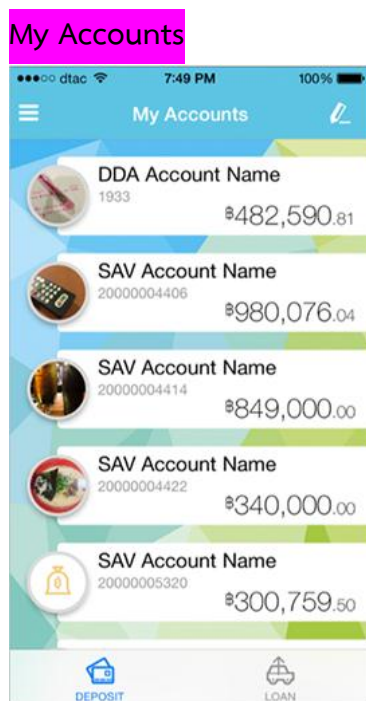 My Accounts
dtac 7:49 PM 100%
My Accounts
DDA Account Name
1933
฿482,590.81
SAV Account Name
20000004406
฿980,076.04
SAV Account Name
20000004414
฿849,000.00
SAV Account Name
20000004422
฿340,000.00
SAV Account Name
20000005320
฿300,759.50
DEPOSIT LOAN